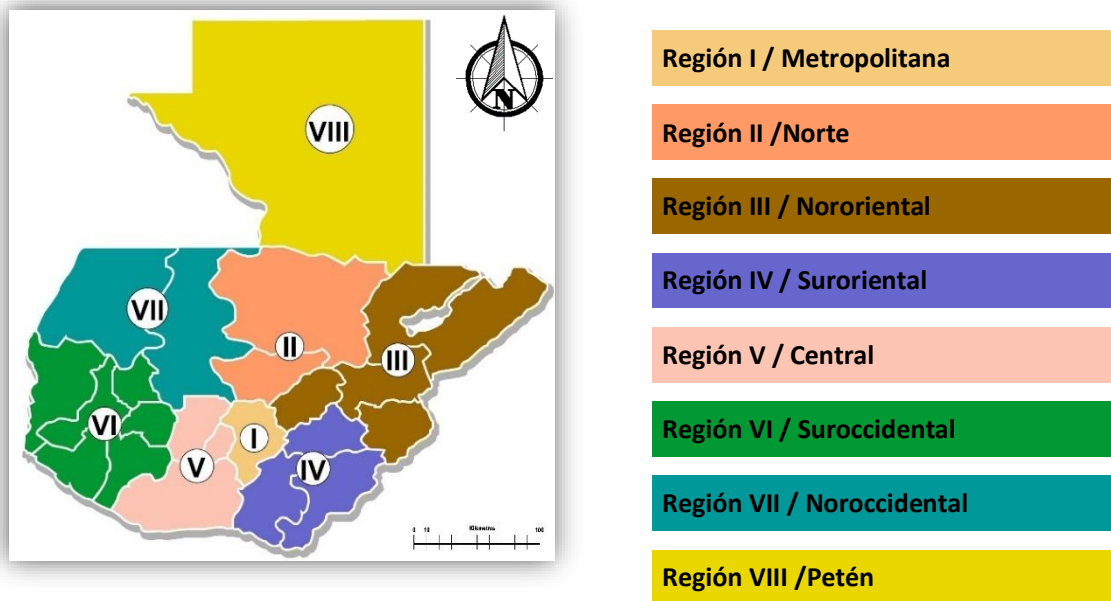 N
VIII
VII
II
III
VI
I
V
IV
0 10 Kilometros 100
Región I / Metropolitana
Región II /Norte
Región III / Nororiental
Región IV / Suroriental
Región V / Central
Región VI / Suroccidental
Región VII / Noroccidental
Región VIII /Petén